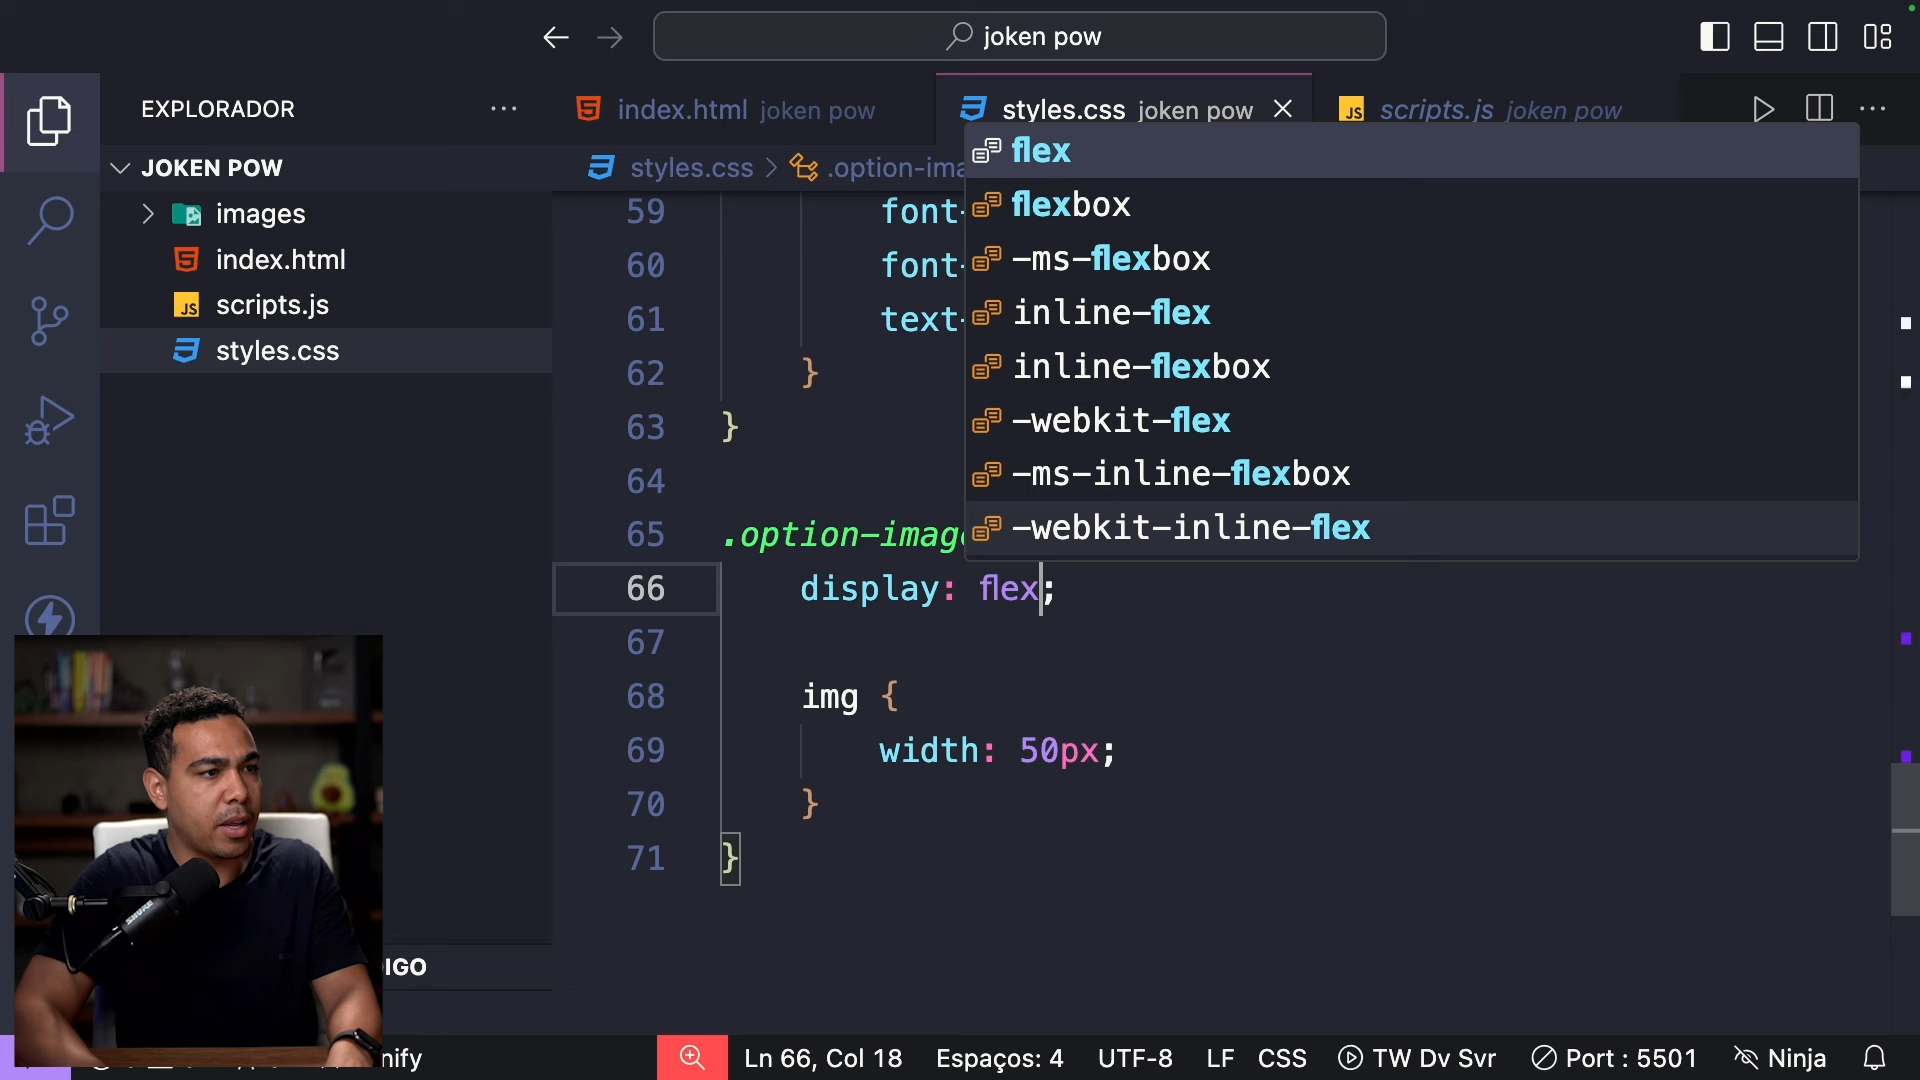 joken pow
EXPLORADOR
index.html joken pow
styles.css joken pow
scripts.js joken pow
JOKEN POW
styles.css > .option-ima
images
index.html
scripts.js
styles.css
flex
flexbox
-ms-flexbox
inline-flex
inline-flexbox
-webkit-flex
-ms-inline-flexbox
-webkit-inline-flex
59 font-
60 font-
61 text-
62 }
63 }
64
65 .option-image
66 display: flex;
67
68 img {
69 width: 50px;
70 }
71 }
SHURE
IGO
nify
Ln 66, Col 18
Espaços: 4
UTF-8
LF
CSS
TW Dv Svr
Port : 5501
Ninja